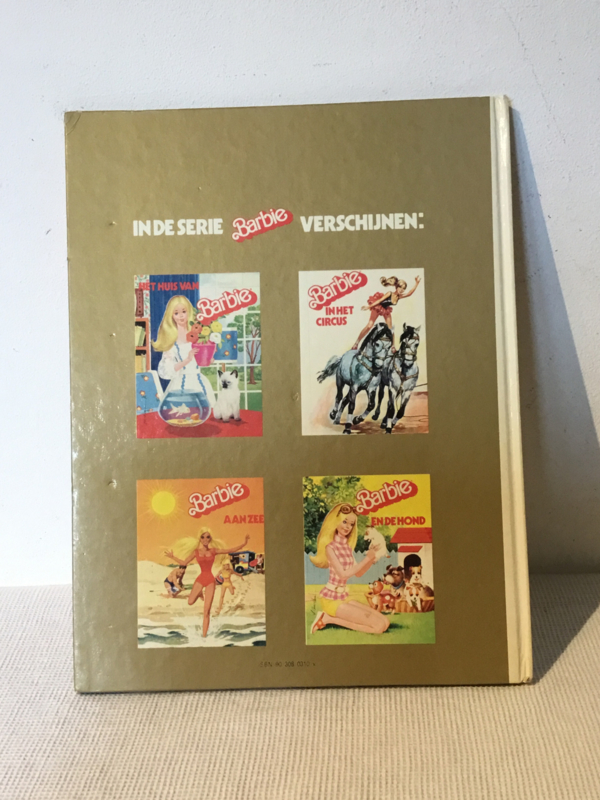 IN DE SERIE Barbie VERSCHIJNEN:
HET HUIS VAN
Barbie
Barbie
IN HET
CIRCUS
Barbie
AAN ZEE
Barbie
EN DE HOND